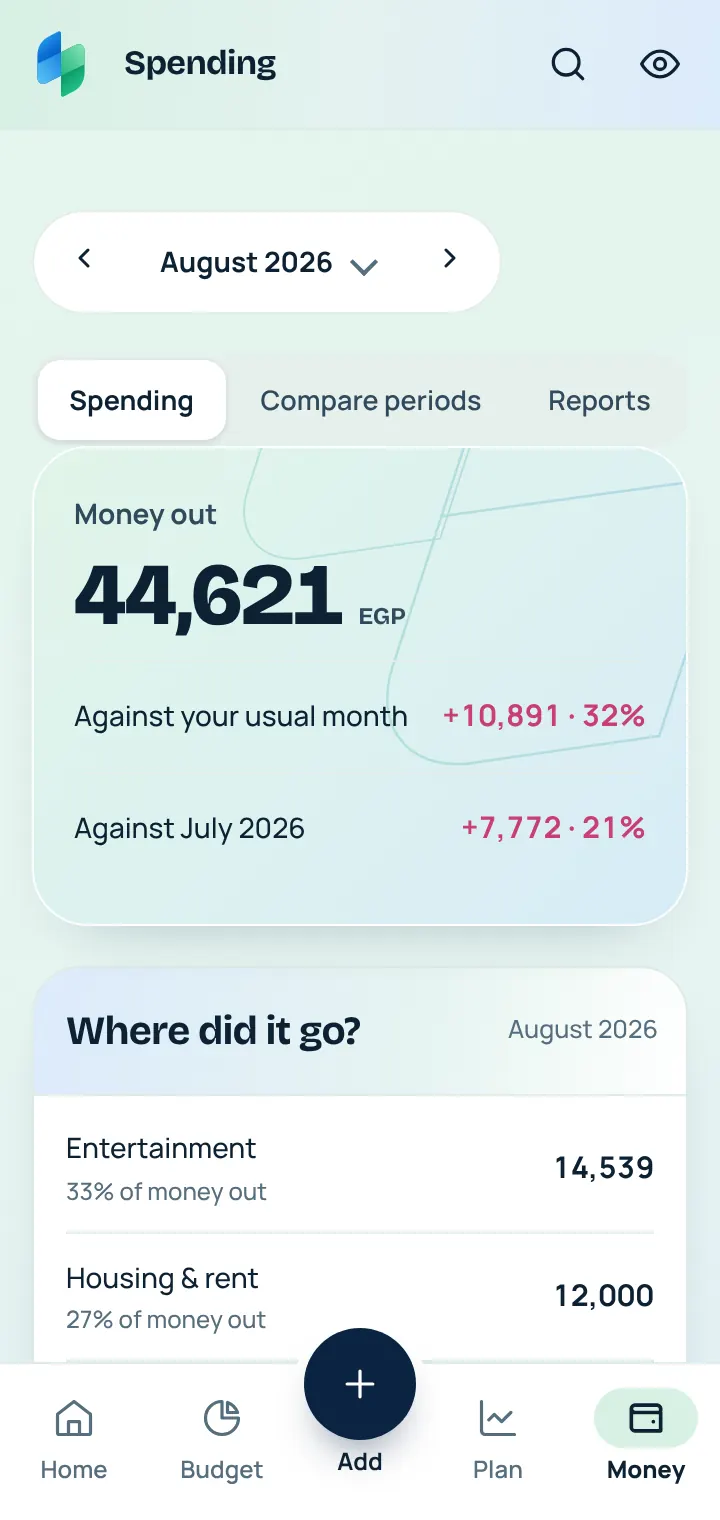 Spending
August 2026
Spending Compare periods Reports
Money out
44,621 EGP
Against your usual month +10,891 · 32%
Against July 2026 +7,772 · 21%
Where did it go? August 2026
Entertainment 14,539
33% of money out
Housing & rent 12,000
27% of money out
Home Budget Add Plan Money